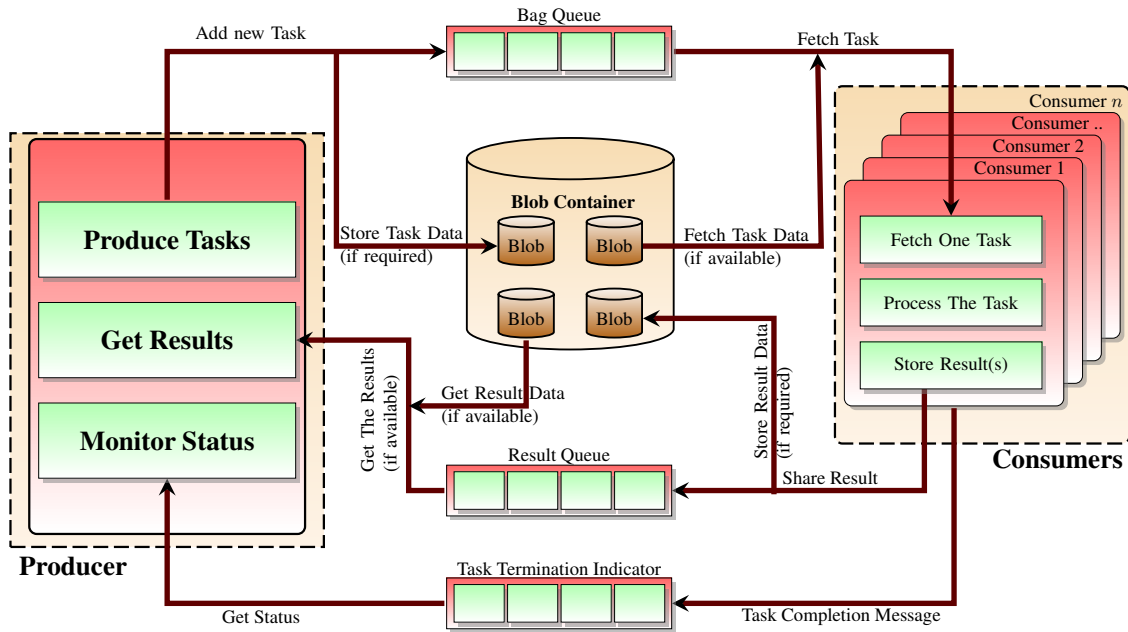 Bag Queue
Add new Task
Fetch Task
Consumer n
Consumer ..
Consumer 2
Consumer 1
Blob Container
Produce Tasks
Store Task Data
(if required)
Blob
Blob
Fetch Task Data
(if available)
Fetch One Task
Get Results
Blob
Blob
Process The Task
Store Result(s)
Get The Results
(if available)
Get Result Data
(if available)
Store Result Data
(if required)
Monitor Status
Result Queue
Share Result
Consumers
Producer
Task Termination Indicator
Get Status
Task Completion Message